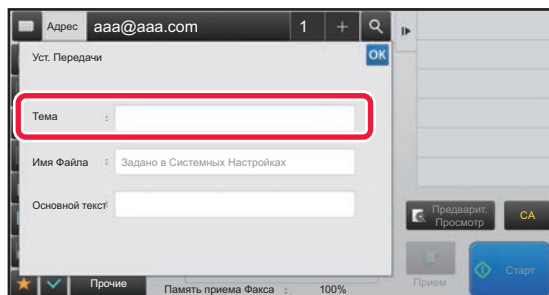 Адрес aaa@aaa.com 1 +
Уст. Передачи OK
Тема :
Имя Файла : Задано в Системных Настройках
Основной текст:
Предварит.
Просмотр
CA
Прием
Старт
Прочие
Память приема Факса : 100%